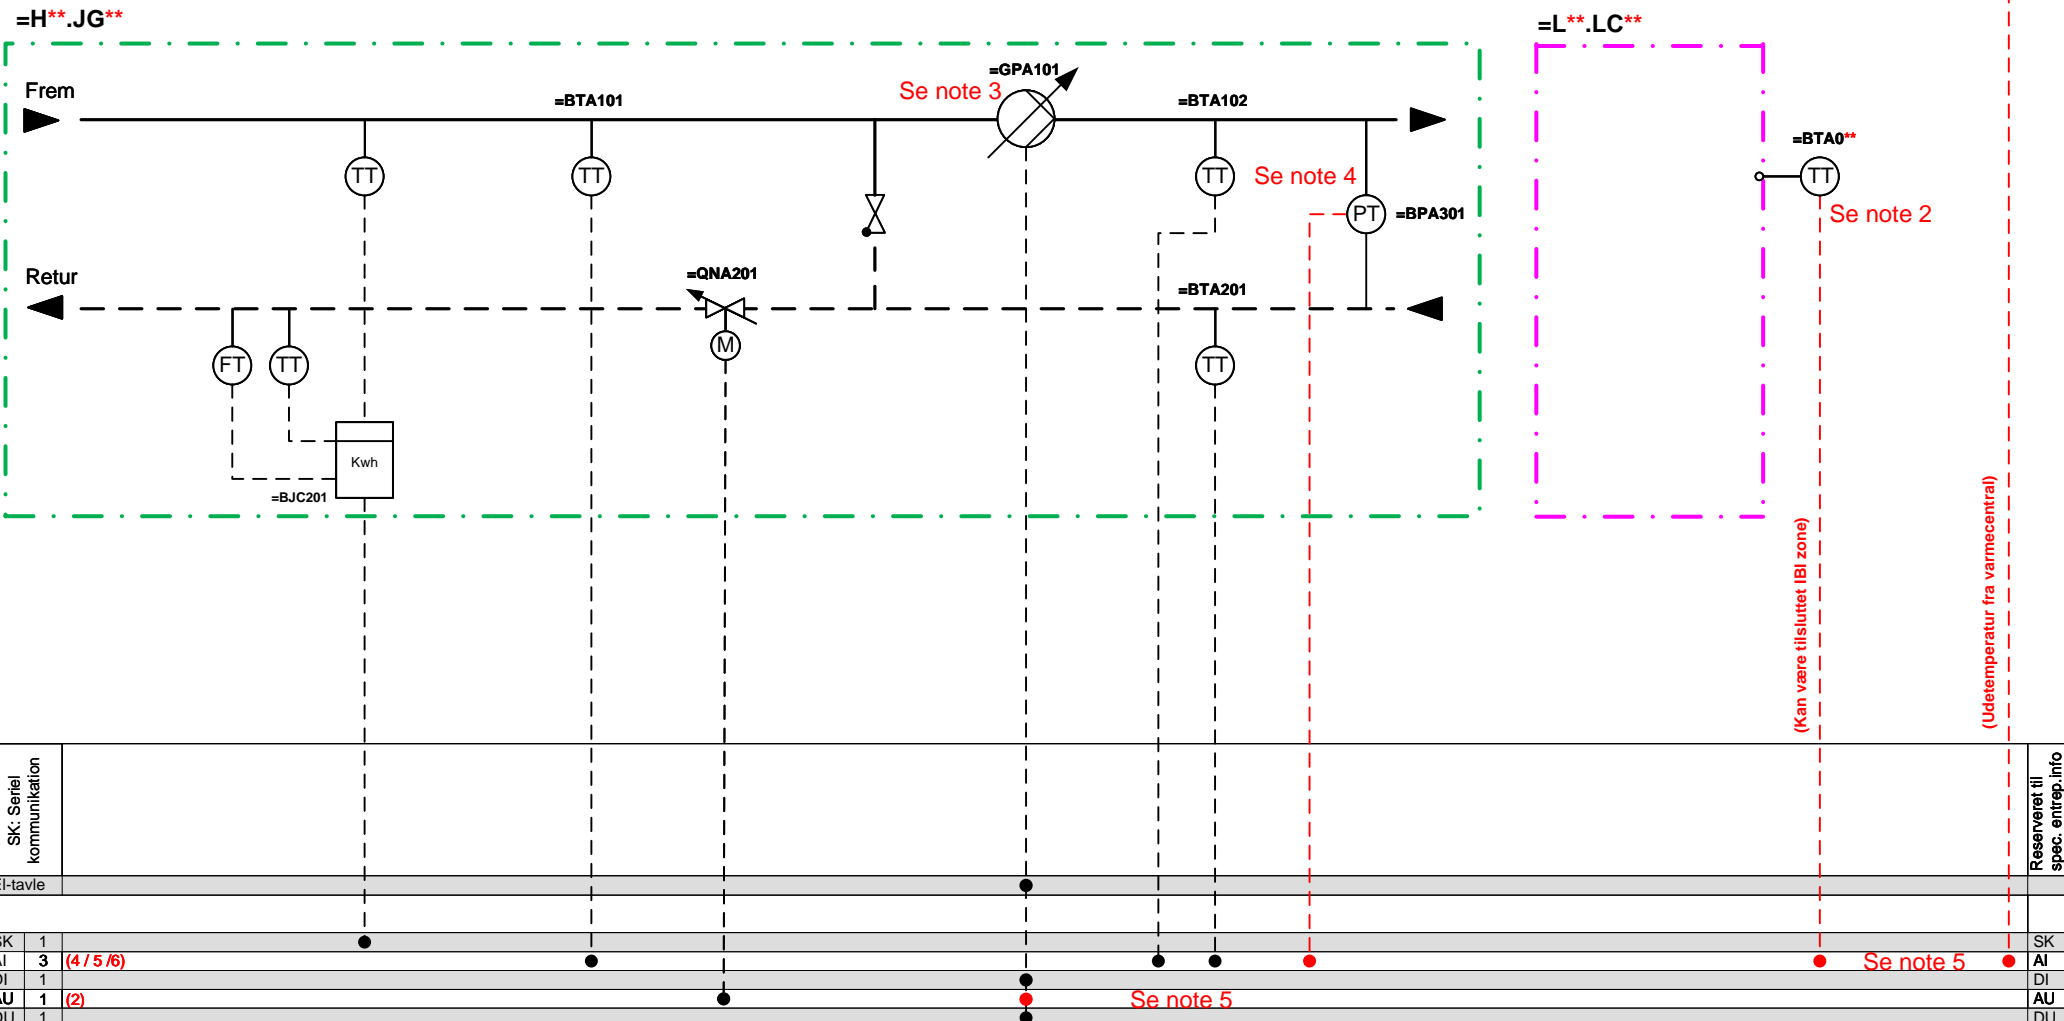 =H**.JG**
=L**.LC**
Frem
=BTA101
Se note 3
=GPA101
=BTA102
=BTA0**
TT
TT
TT
Se note 4
TT
PT
=BPA301
Se note 2
Retur
=QNA201
=BTA201
M
FT
TT
TT
Kwh
=BJC201
(Kan være tilsluttet IBI zone)
(Udetemperatur fra varmecentral)
SK: Seriel
kommunikation
Reserveret til
spec. entrep.info
El-tavle
SK 1 SK
AI 3 (4 / 5 /6) Se note 5 AI
DI 1 DI
AU 1 (2) Se note 5 AU
DU 1 DU